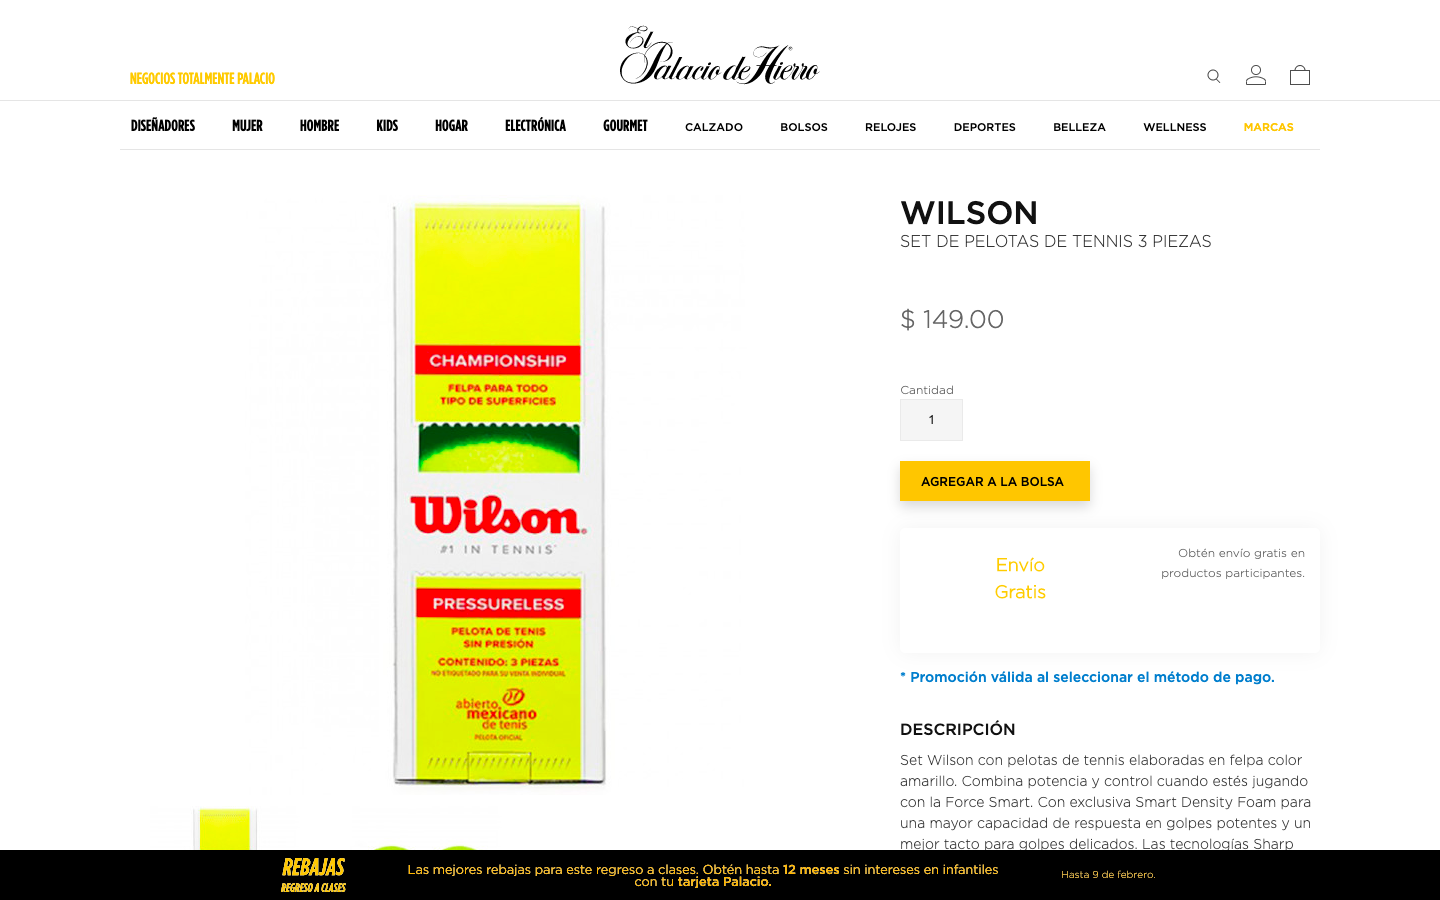 NEGOCIOS TOTALMENTE PALACIO
El Palacio de Hierro
DISEÑADORES MUJER HOMBRE KIDS HOGAR ELECTRÓNICA GOURMET CALZADO BOLSOS RELOJES DEPORTES BELLEZA WELLNESS MARCAS
CHAMPIONSHIP
FELPA PARA TODO
TIPO DE SUPERFICIES
Wilson
#1 IN TENNIS
PRESSURELESS
PELOTA DE TENIS
SIN PRESIÓN
CONTENIDO: 3 PIEZAS
NO ETIQUETADO PARA SU VENTA INDIVIDUAL
abierto
mexicano
de tenis
PELOTA OFICIAL
WILSON
SET DE PELOTAS DE TENNIS 3 PIEZAS
$ 149.00
Cantidad
1
AGREGAR A LA BOLSA
Envío
Gratis
Obtén envío gratis en
productos participantes.
* Promoción válida al seleccionar el método de pago.
DESCRIPCIÓN
Set Wilson con pelotas de tennis elaboradas en felpa color
amarillo. Combina potencia y control cuando estés jugando
con la Force Smart. Con exclusiva Smart Density Foam para
una mayor capacidad de respuesta en golpes potentes y un
mejor tacto para golpes delicados. Las tecnologías Sharp
REBAJAS
REGRESO A CLASES
Las mejores rebajas para este regreso a clases. Obtén hasta 12 meses sin intereses en infantiles
con tu tarjeta Palacio.
Hasta 9 de febrero.